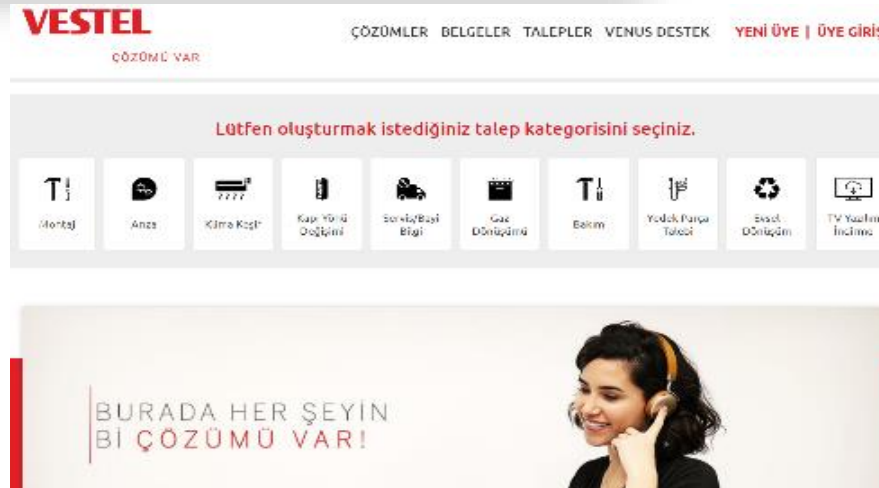 VESTEL
ÇÖZÜMÜ VAR
ÇÖZÜMLER BELGELER TALEPLER VENUS DESTEK YENİ ÜYE | ÜYE GİRİŞ
Lütfen oluşturmak istediğiniz talep kategorisini seçiniz.
Montaj
Arıza
Klima Keşif
Kapı Yönü
Değişimi
Servis/Bayi
Bilgi
Gaz
Dönüşümü
Bakım
Yedek Parça
Talebi
Evsel
Dönüşüm
TV Yazılım
İndirme
BURADA HER ŞEYİN
Bİ ÇÖZÜMÜ VAR!